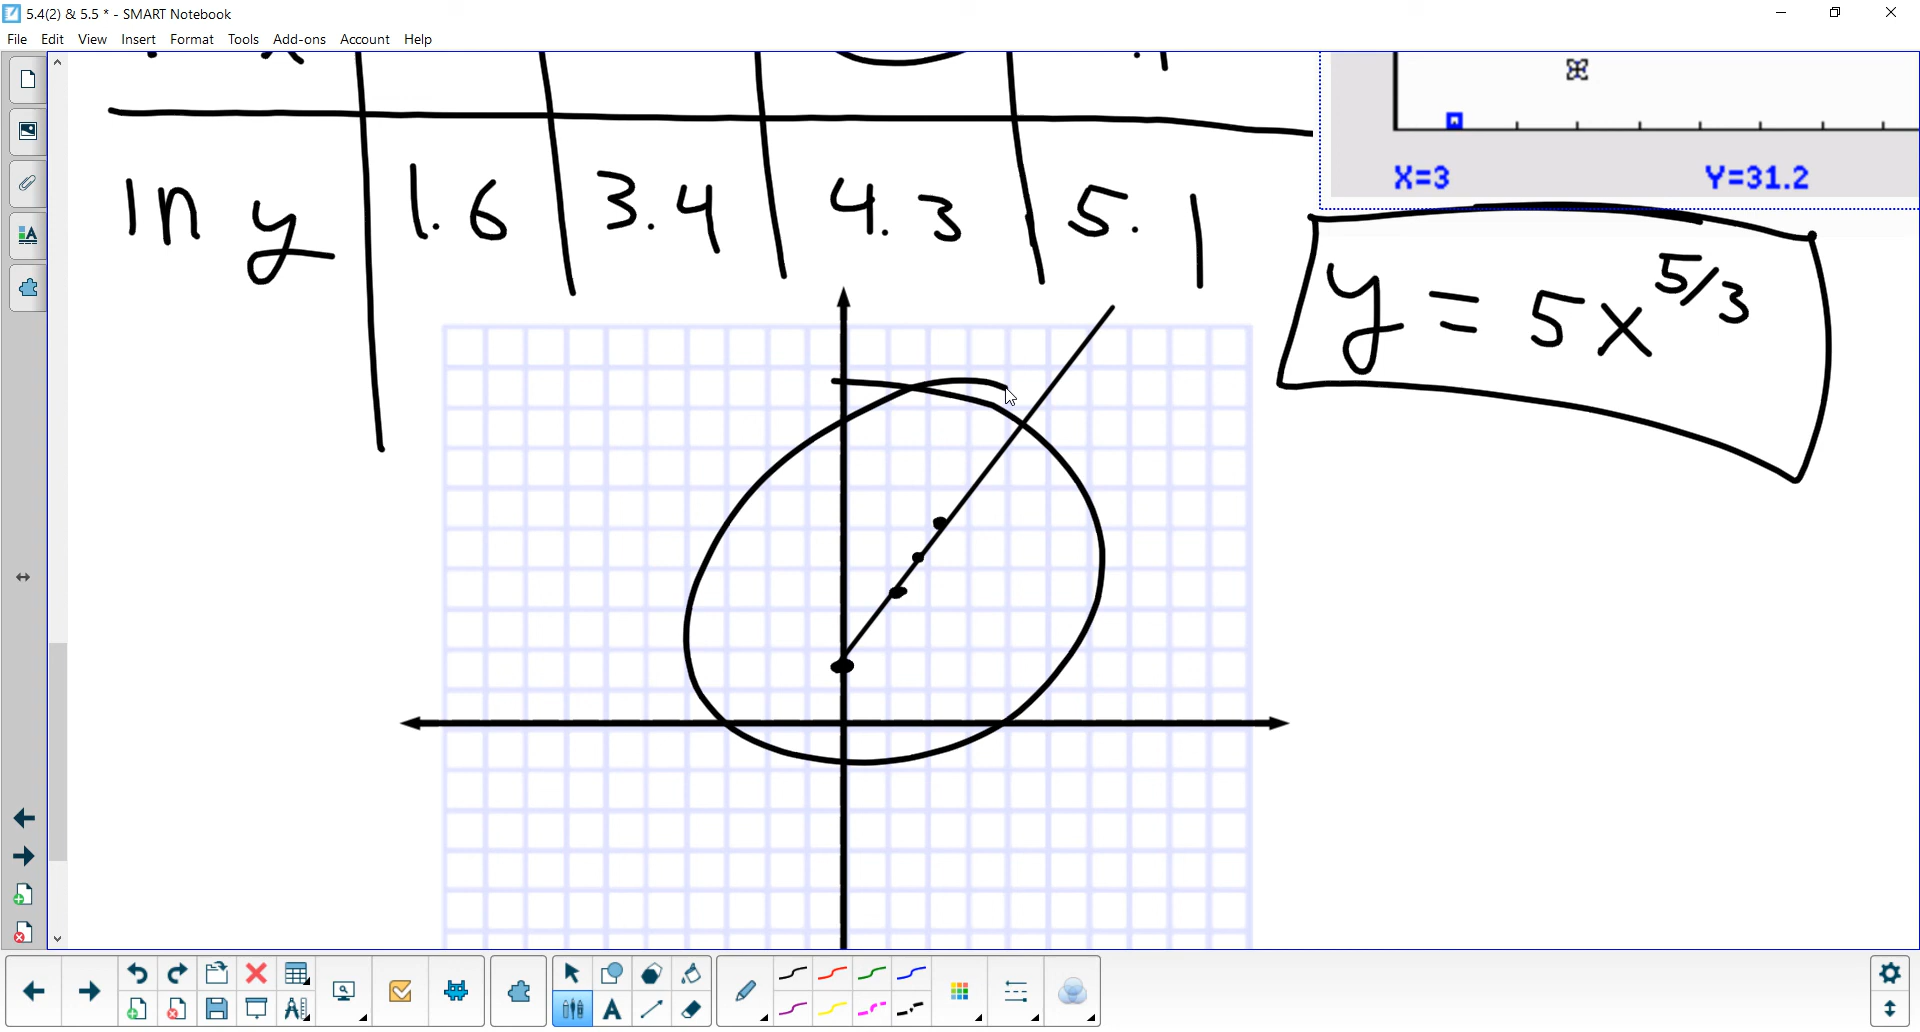 5.4(2) & 5.5 * - SMART Notebook
File Edit View Insert Format Tools Add-ons Account Help
X=3 Y=31.2
ln y 1.6 3.4 4.3 5.1
y = 5x^5/3